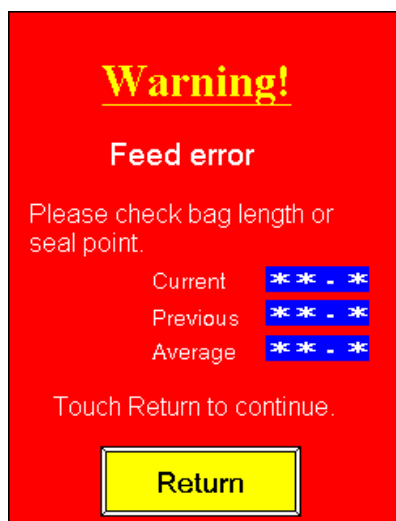 Warning!
Feed error
Please check bag length or
seal point.
Current **.*
Previous **.*
Average **.*
Touch Return to continue.
Return